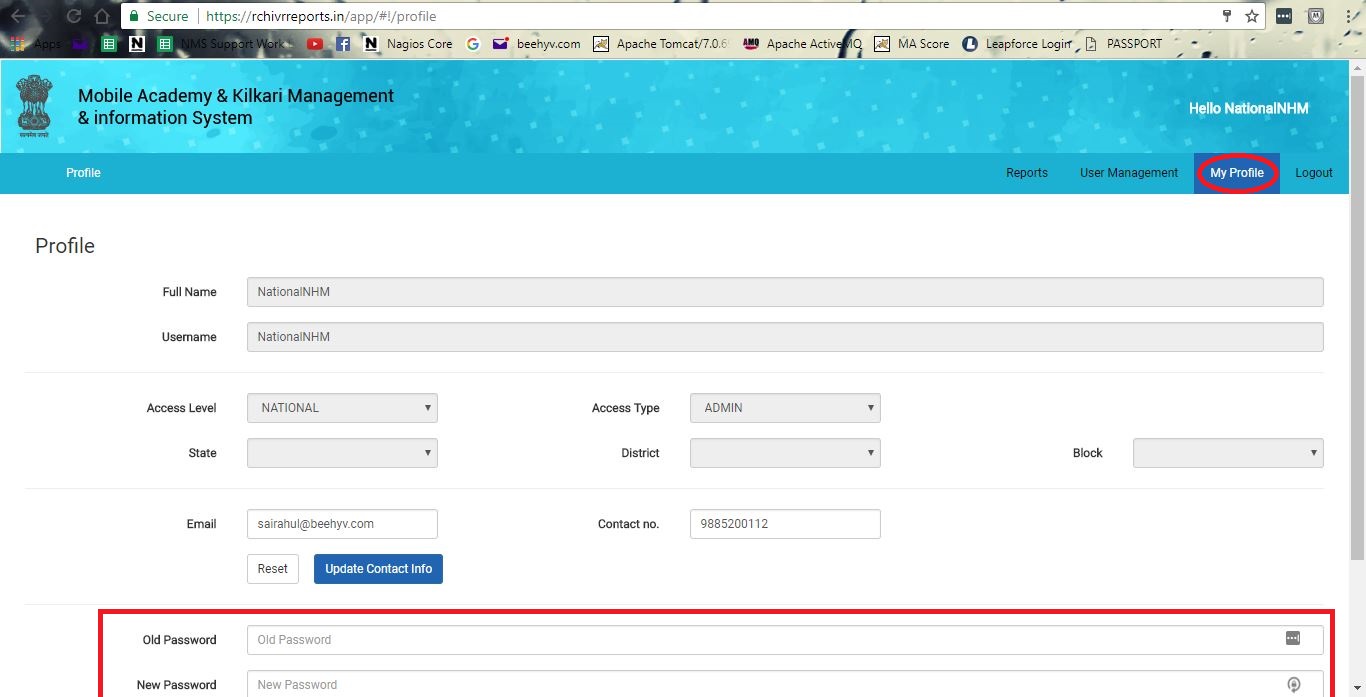 Secure https://rchivrreports.in/app/#!/profile
Apps NMS Support Work Nagios Core beehyv.com Apache Tomcat/7.0.6 Apache ActiveMQ MA Score Leapforce Login PASSPORT
Mobile Academy & Kilkari Management
& information System
Hello NationalNHM
Profile Reports User Management My Profile Logout
Profile
Full Name NationalNHM
Username NationalNHM
Access Level NATIONAL Access Type ADMIN
State District Block
Email sairahul@beehyv.com Contact no. 9885200112
Reset Update Contact Info
Old Password Old Password
New Password New Password